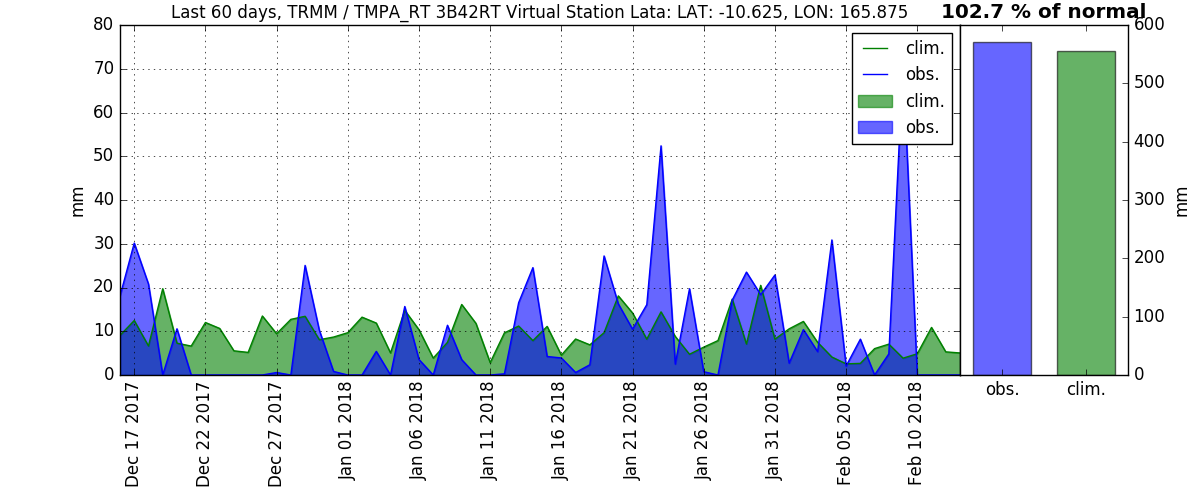 Last 60 days, TRMM / TMPA_RT 3B42RT Virtual Station Lata: LAT: -10.625, LON: 165.875
102.7 % of normal
80
70
60
50
40
30
20
10
0
mm
clim.
obs.
clim.
obs.
Dec 17 2017
Dec 22 2017
Dec 27 2017
Jan 01 2018
Jan 06 2018
Jan 11 2018
Jan 16 2018
Jan 21 2018
Jan 26 2018
Jan 31 2018
Feb 05 2018
Feb 10 2018
600
500
400
300
200
100
0
mm
obs.
clim.